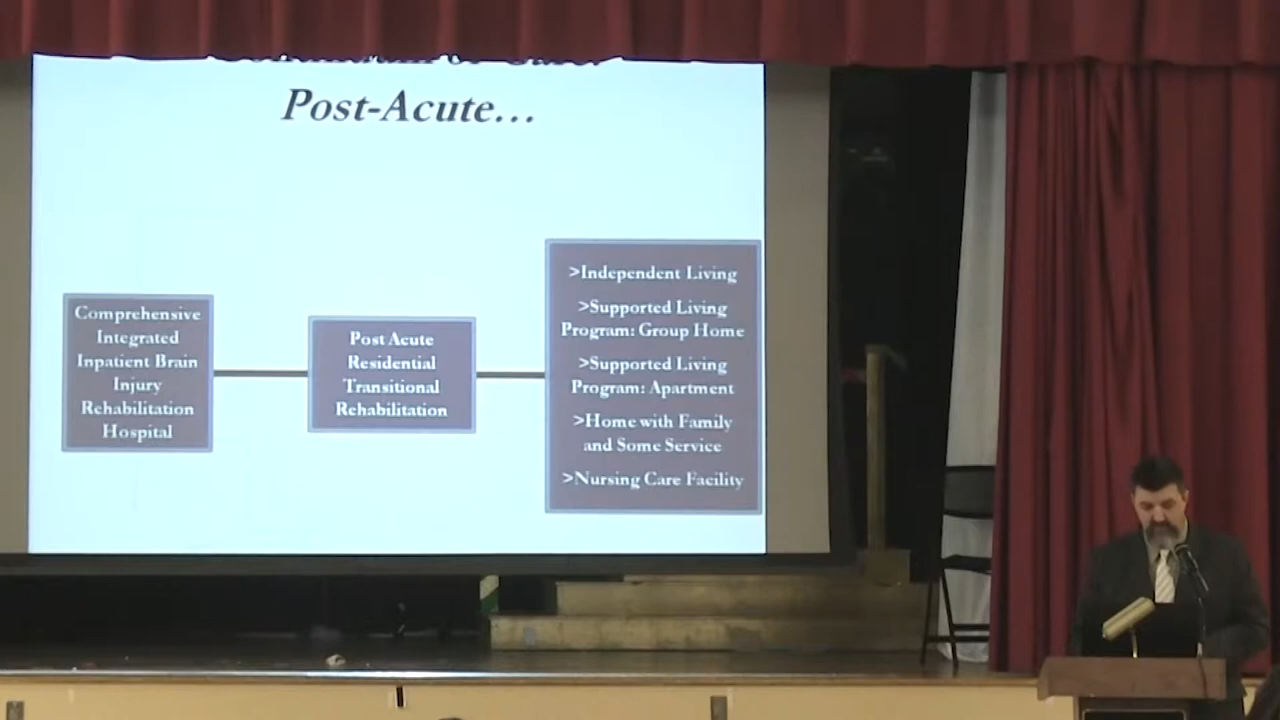 Post-Acute...
Comprehensive
Integrated
Inpatient Brain
Injury
Rehabilitation
Hospital
Post Acute
Residential
Transitional
Rehabilitation
>Independent Living
>Supported Living
Program: Group Home
>Supported Living
Program: Apartment
>Home with Family
and Some Service
>Nursing Care Facility